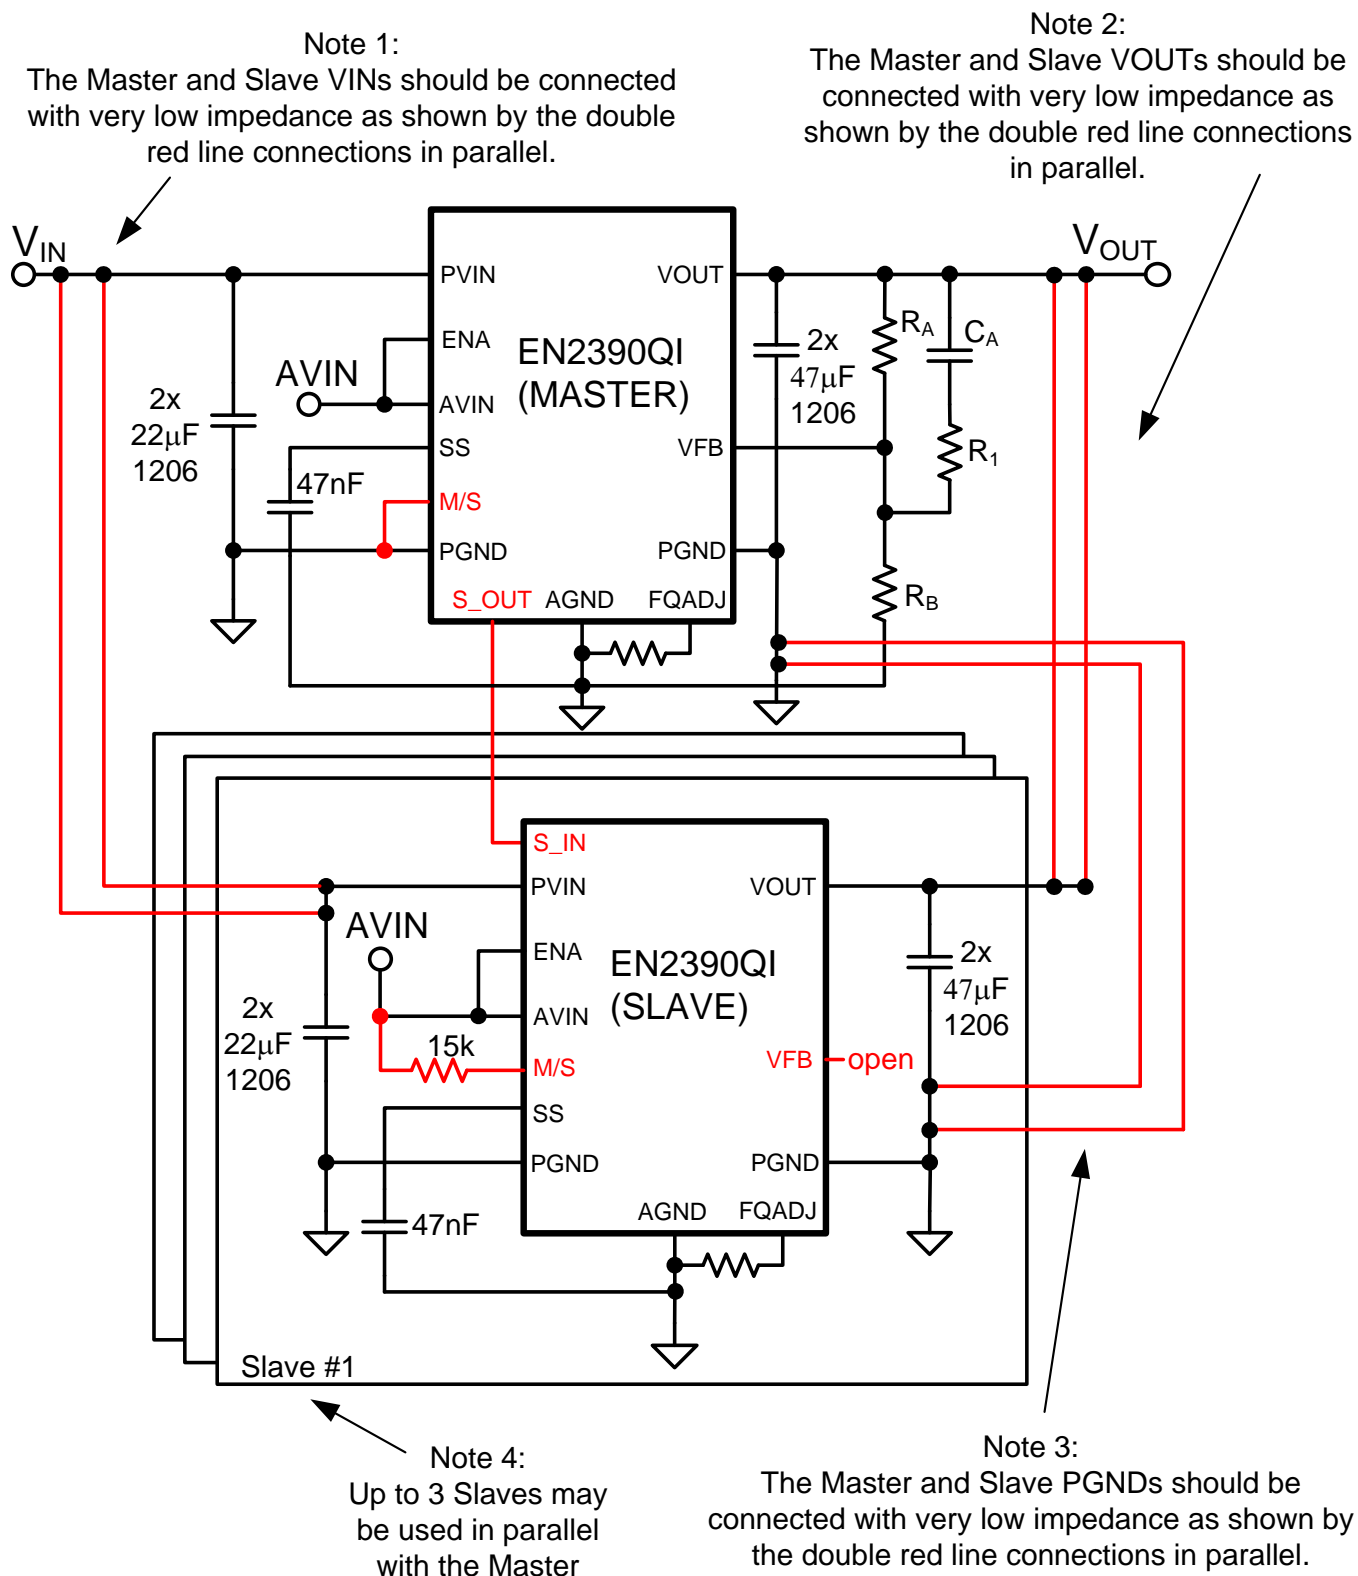 Note 1:
The Master and Slave VINs should be connected
with very low impedance as shown by the double
red line connections in parallel.
Note 2:
The Master and Slave VOUTs should be
connected with very low impedance as
shown by the double red line connections
in parallel.
VIN
VOUT
PVIN
VOUT
ENA
AVIN
AVIN
EN2390QI
(MASTER)
SS
M/S
PGND
VFB
PGND
S_OUT
AGND
FQADJ
2x
22µF
1206
47nF
2x
47µF
1206
RA
CA
R1
RB
S_IN
PVIN
VOUT
AVIN
ENA
AVIN
EN2390QI
(SLAVE)
15k
M/S
SS
PGND
VFB
open
PGND
AGND
FQADJ
2x
22µF
1206
47nF
2x
47µF
1206
Slave #1
Note 4:
Up to 3 Slaves may
be used in parallel
with the Master
Note 3:
The Master and Slave PGNDs should be
connected with very low impedance as shown by
the double red line connections in parallel.